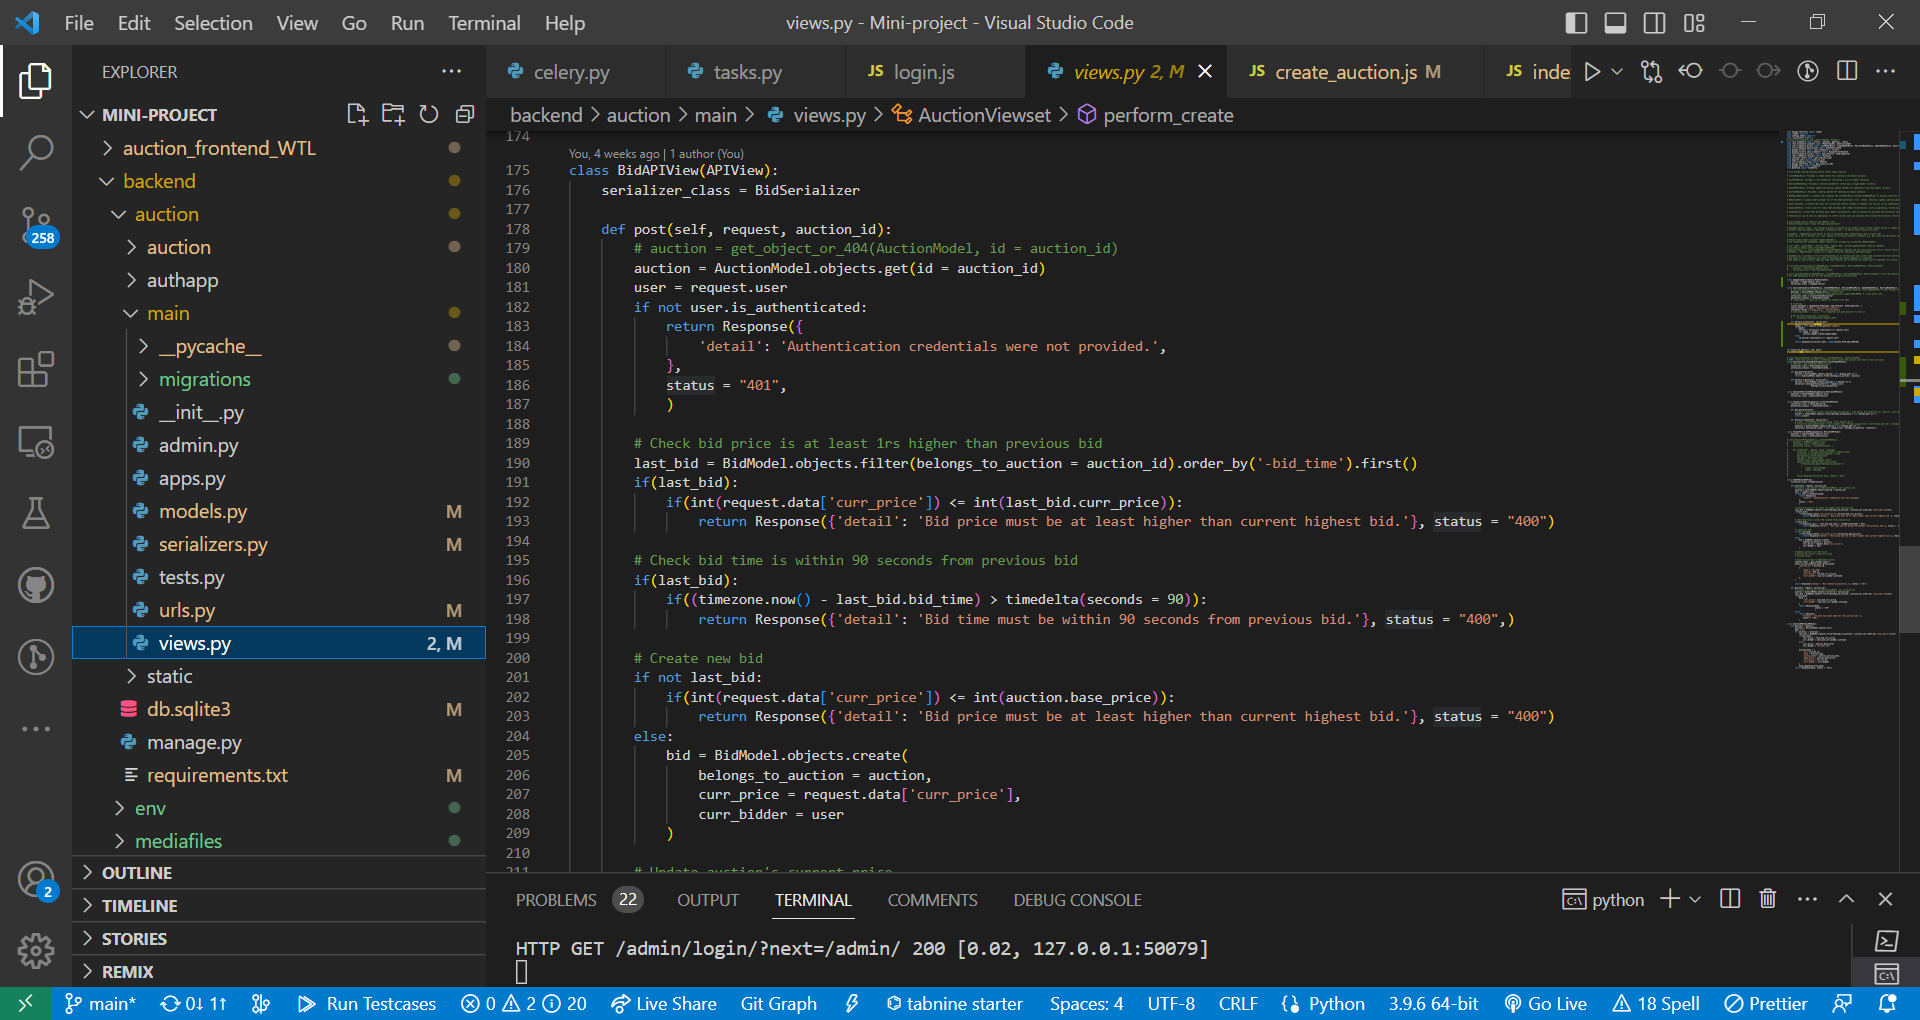 File Edit Selection View Go Run Terminal Help views.py - Mini-project - Visual Studio Code
EXPLORER
celery.py tasks.py JS login.js views.py 2, M JS create_auction.js M JS inde
MINI-PROJECT
backend > auction > main > views.py > AuctionViewset > perform_create
auction_frontend_WTL
backend
auction
auction
authapp
main
__pycache__
migrations
__init__.py
admin.py
apps.py
models.py M
serializers.py M
tests.py
urls.py M
views.py 2, M
static
db.sqlite3 M
manage.py
requirements.txt M
env
mediafiles
OUTLINE
TIMELINE
STORIES
REMIX
258
2
174
You, 4 weeks ago | 1 author (You)
175 class BidAPIView(APIView):
176 serializer_class = BidSerializer
177
178 def post(self, request, auction_id):
179 # auction = get_object_or_404(AuctionModel, id = auction_id)
180 auction = AuctionModel.objects.get(id = auction_id)
181 user = request.user
182 if not user.is_authenticated:
183 return Response({
184 'detail': 'Authentication credentials were not provided.',
185 },
186 status = "401",
187 )
188
189 # Check bid price is at least 1rs higher than previous bid
190 last_bid = BidModel.objects.filter(belongs_to_auction = auction_id).order_by('-bid_time').first()
191 if(last_bid):
192 if(int(request.data['curr_price']) <= int(last_bid.curr_price)):
193 return Response({'detail': 'Bid price must be at least higher than current highest bid.'}, status = "400")
194
195 # Check bid time is within 90 seconds from previous bid
196 if(last_bid):
197 if((timezone.now() - last_bid.bid_time) > timedelta(seconds = 90)):
198 return Response({'detail': 'Bid time must be within 90 seconds from previous bid.'}, status = "400",)
199
200 # Create new bid
201 if not last_bid:
202 if(int(request.data['curr_price']) <= int(auction.base_price)):
203 return Response({'detail': 'Bid price must be at least higher than current highest bid.'}, status = "400")
204 else:
205 bid = BidModel.objects.create(
206 belongs_to_auction = auction,
207 curr_price = request.data['curr_price'],
208 curr_bidder = user
209 )
210
211 # Update auction's current price
PROBLEMS 22 OUTPUT TERMINAL COMMENTS DEBUG CONSOLE python
HTTP GET /admin/login/?next=/admin/ 200 [0.02, 127.0.0.1:50079]
main* 0↓ 1↑ Run Testcases 0 2 20 Live Share Git Graph tabnine starter Spaces: 4 UTF-8 CRLF Python 3.9.6 64-bit Go Live 18 Spell Prettier